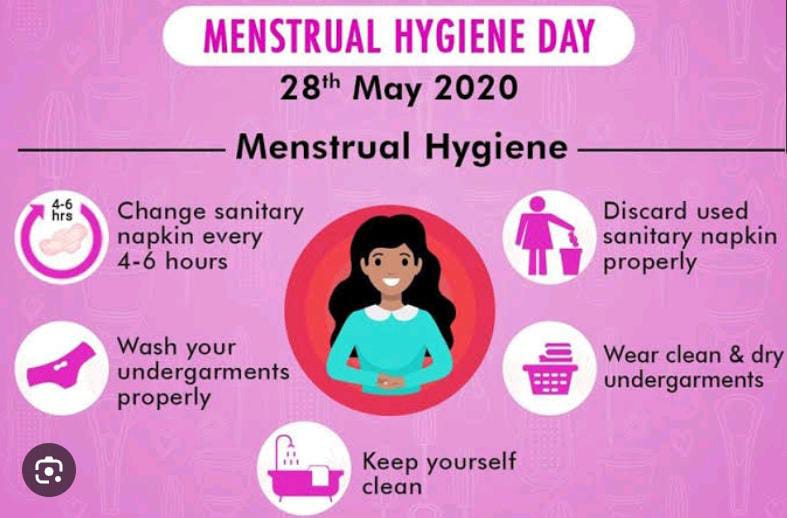 MENSTRUAL HYGIENE DAY
28th May 2020
Menstrual Hygiene
4-6
hrs
Change sanitary
napkin every
4-6 hours
Discard used
sanitary napkin
properly
Wash your
undergarments
properly
Wear clean & dry
undergarments
Keep yourself
clean